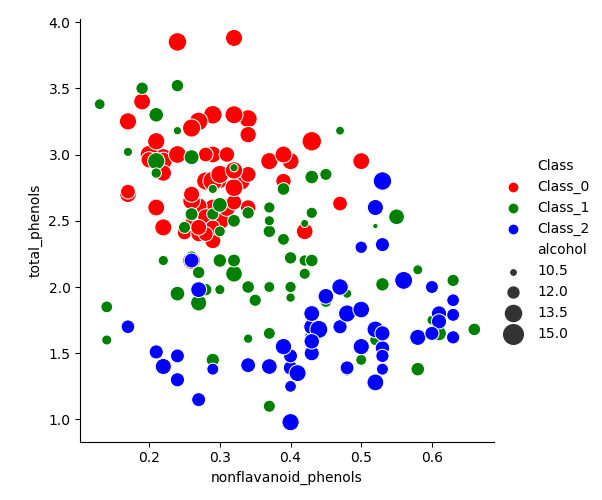 4.0
3.5
3.0
2.5
2.0
1.5
1.0
total_phenols
0.2
0.3
0.4
0.5
0.6
nonflavanoid_phenols
Class
Class_0
Class_1
Class_2
alcohol
10.5
12.0
13.5
15.0